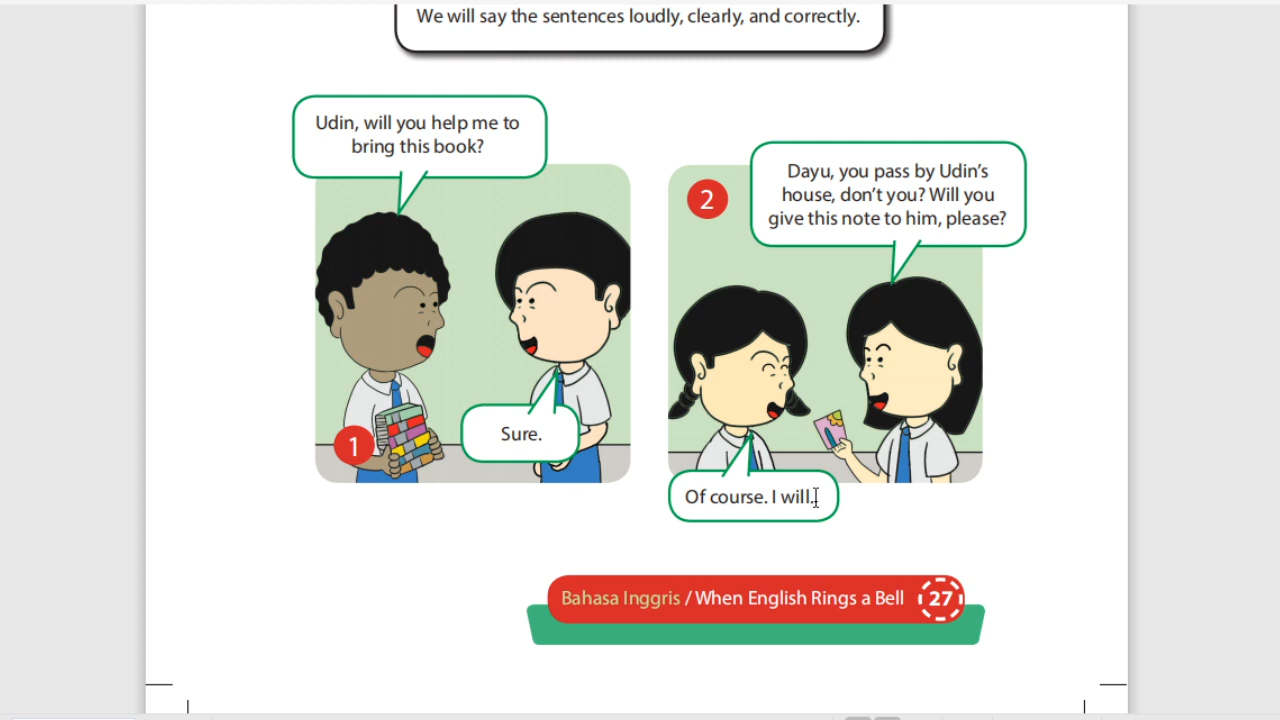 We will say the sentences loudly, clearly, and correctly.
Udin, will you help me to
bring this book?
Sure.
1
2
Dayu, you pass by Udin's
house, don't you? Will you
give this note to him, please?
Of course. I will.
Bahasa Inggris / When English Rings a Bell 27